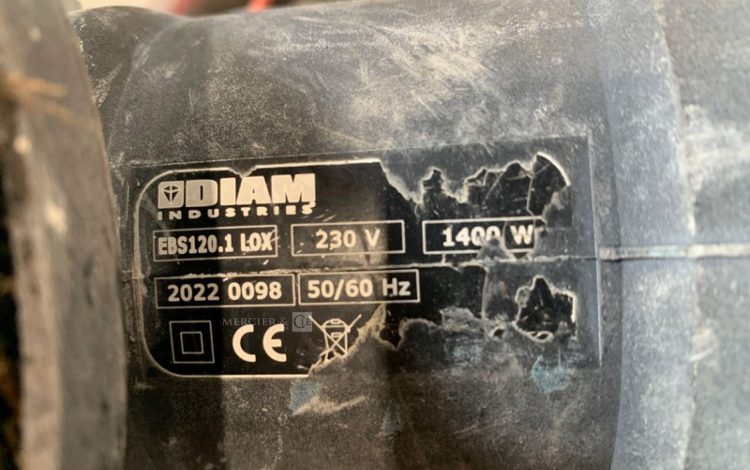 DIAM
INDUSTRIES
EBS120.1 LOX 230 V 1400 W
2022 0098 50/60 Hz
MERCIER & CIE
CE